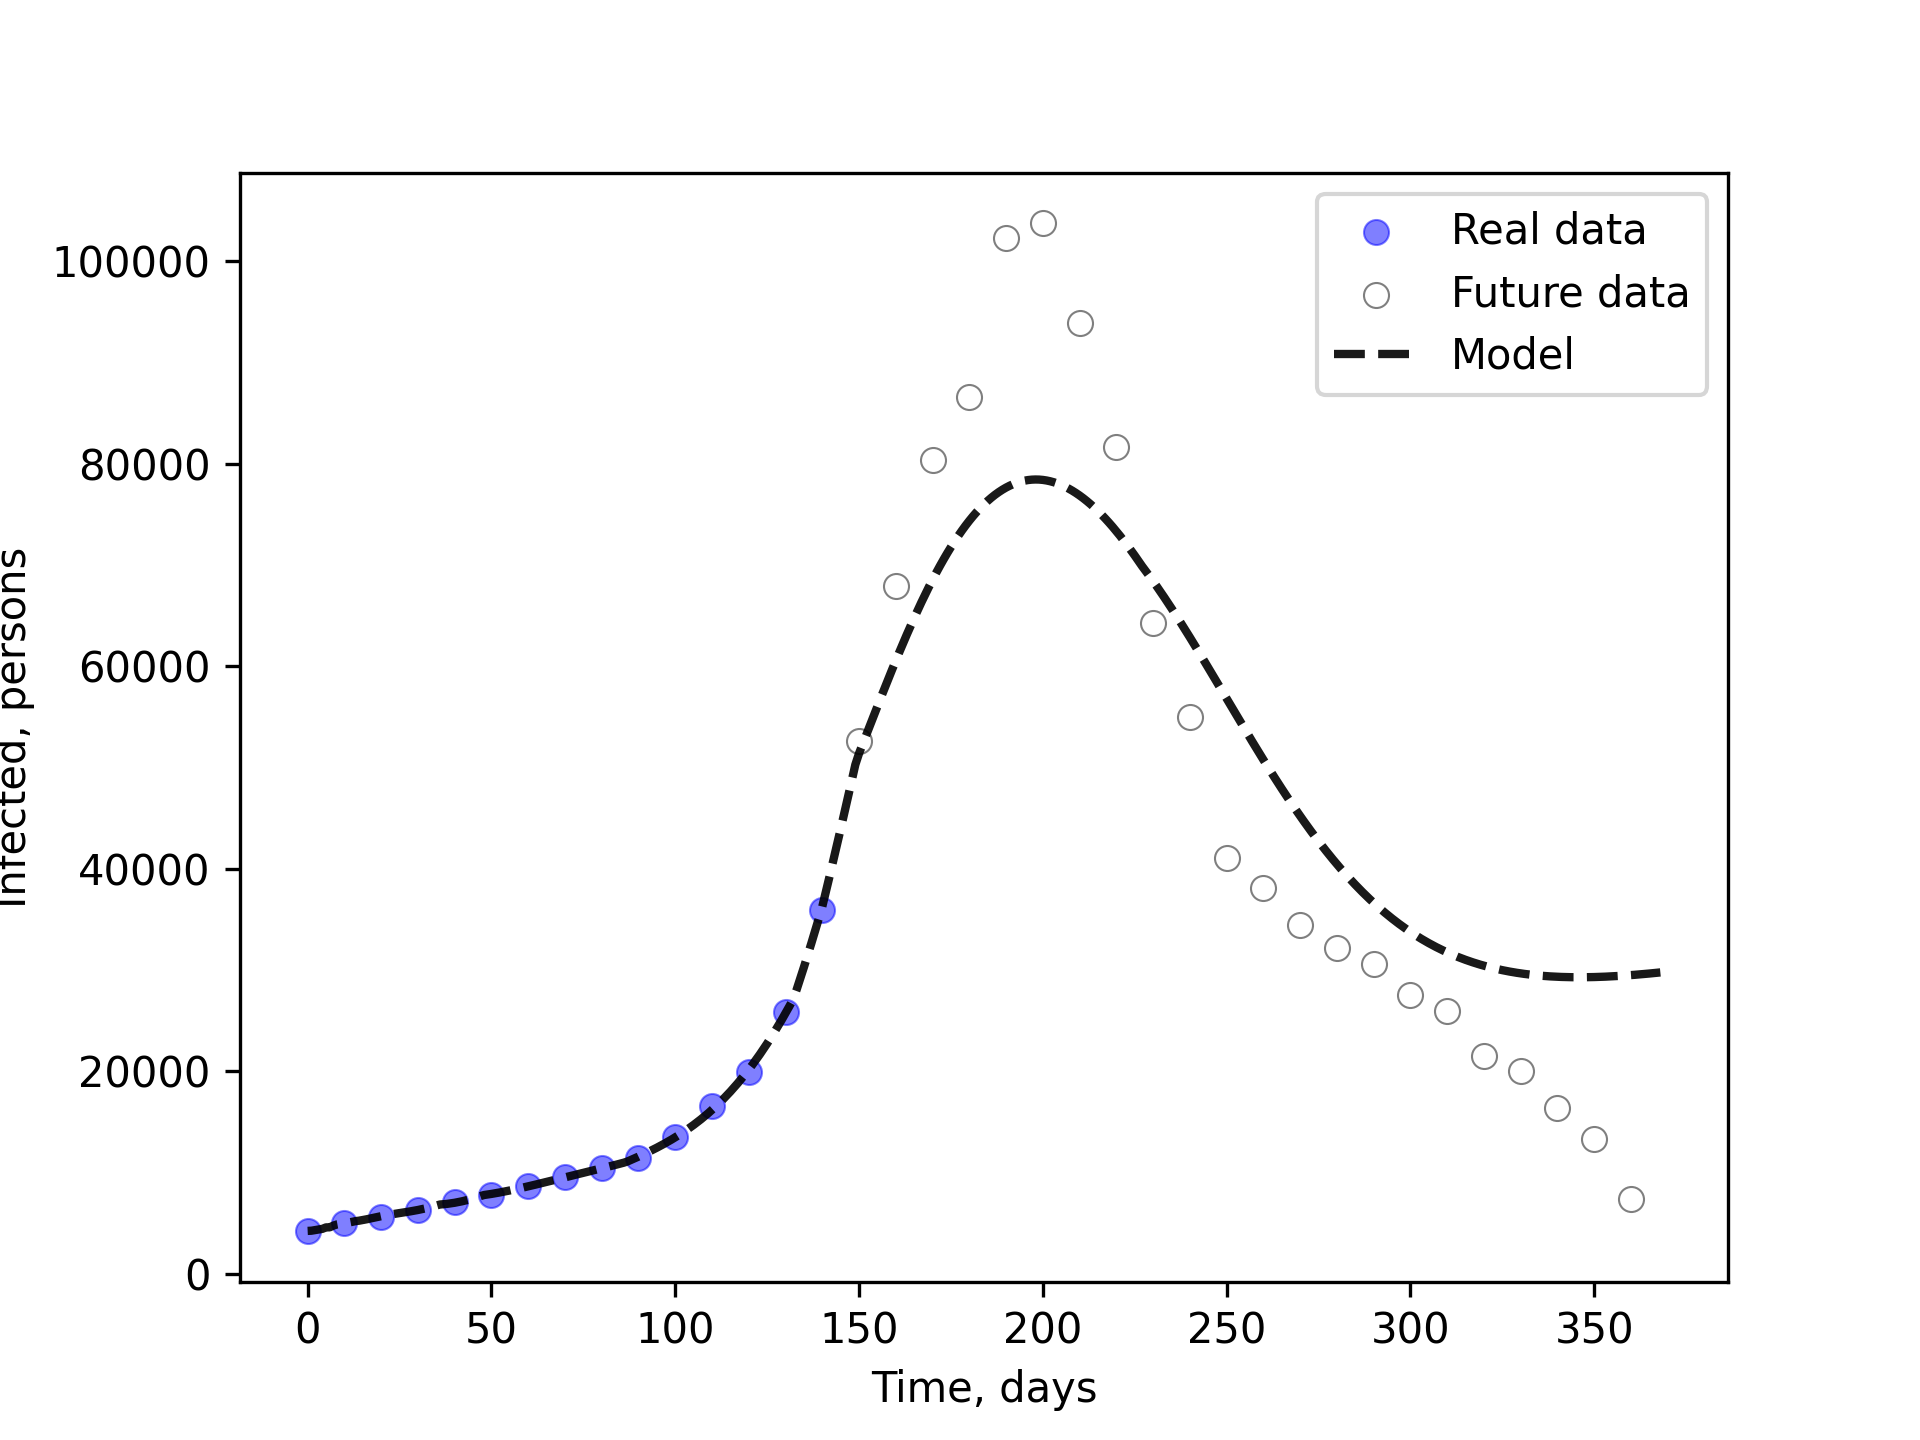 Real data
Future data
Model
Infected, persons
100000
80000
60000
40000
20000
0
0 50 100 150 200 250 300 350
Time, days